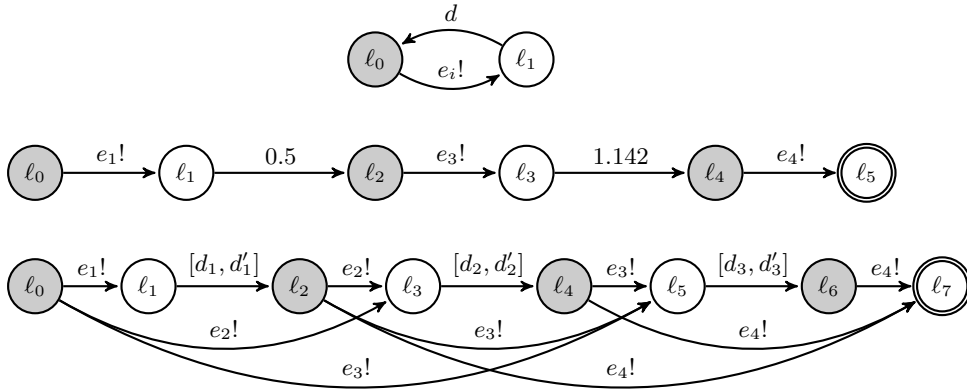 d
ℓ₀ ℓ₁
eᵢ!
e₁! 0.5 e₃! 1.142 e₄!
ℓ₀ ℓ₁ ℓ₂ ℓ₃ ℓ₄ ℓ₅
e₁! [d₁, d′₁] e₂! [d₂, d′₂] e₃! [d₃, d′₃] e₄!
ℓ₀ ℓ₁ ℓ₂ ℓ₃ ℓ₄ ℓ₅ ℓ₆ ℓ₇
e₂! e₃! e₄!
e₃! e₄!